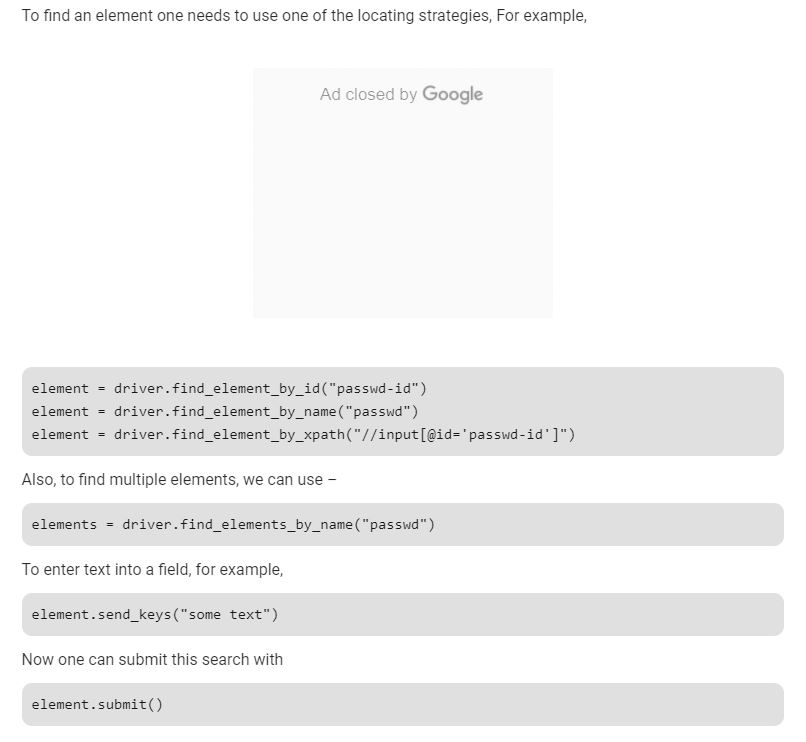 To find an element one needs to use one of the locating strategies, For example,
Ad closed by Google
element = driver.find_element_by_id("passwd-id")
element = driver.find_element_by_name("passwd")
element = driver.find_element_by_xpath("//input[@id='passwd-id']")
Also, to find multiple elements, we can use –
elements = driver.find_elements_by_name("passwd")
To enter text into a field, for example,
element.send_keys("some text")
Now one can submit this search with
element.submit()